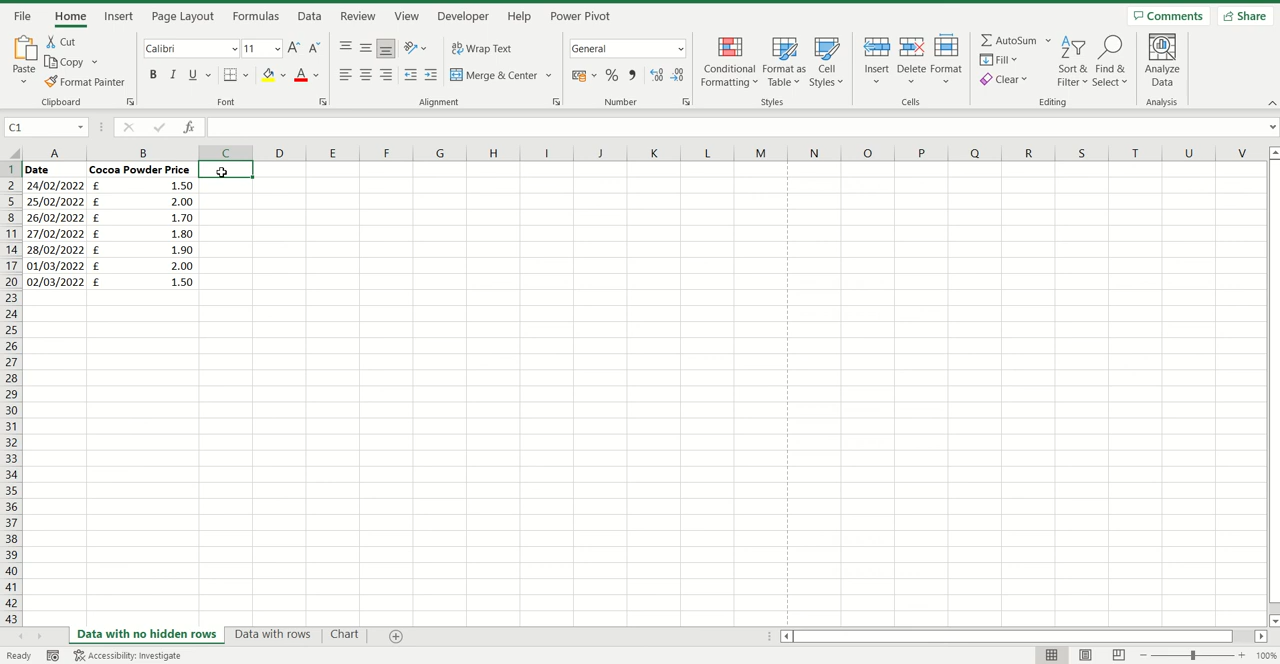 File Home Insert Page Layout Formulas Data Review View Developer Help Power Pivot Comments Share
Paste Cut Copy Format Painter Clipboard
Calibri 11 A A B I U A Font
ab Wrap Text Merge & Center Alignment
General % , Number
Conditional Formatting Format as Table Cell Styles Styles
Insert Delete Format Cells
AutoSum Fill Clear Sort & Filter Find & Select Editing
Analyze Data Analysis
C1 fx
A B C D E F G H I J K L M N O P Q R S T U V
1 Date Cocoa Powder Price
2 24/02/2022 £ 1.50
5 25/02/2022 £ 2.00
8 26/02/2022 £ 1.70
11 27/02/2022 £ 1.80
14 28/02/2022 £ 1.90
17 01/03/2022 £ 2.00
20 02/03/2022 £ 1.50
23
24
25
26
27
28
29
30
31
32
33
34
35
36
37
38
39
40
41
42
43
Data with no hidden rows Data with rows Chart
Ready Accessibility: Investigate 100%